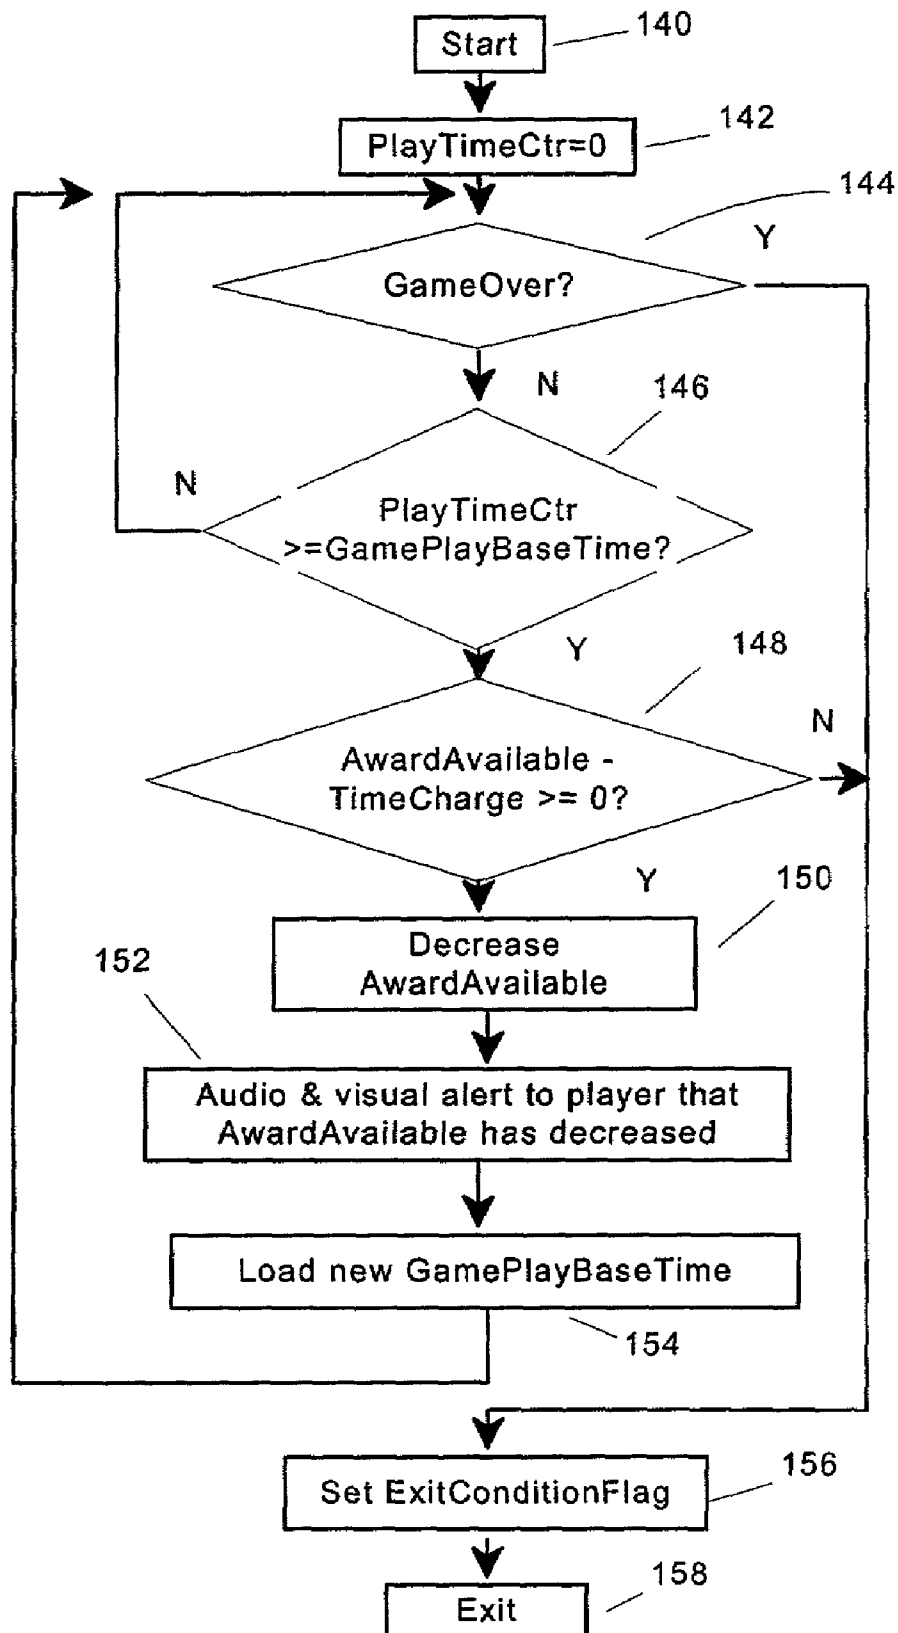 Start
140
PlayTimeCtr=0
142
144
Y
GameOver?
N
146
N
PlayTimeCtr
>=GamePlayBaseTime?
Y
148
N
AwardAvailable -
TimeCharge >= 0?
Y
150
Decrease
AwardAvailable
152
Audio & visual alert to player that
AwardAvailable has decreased
Load new GamePlayBaseTime
154
Set ExitConditionFlag
156
158
Exit